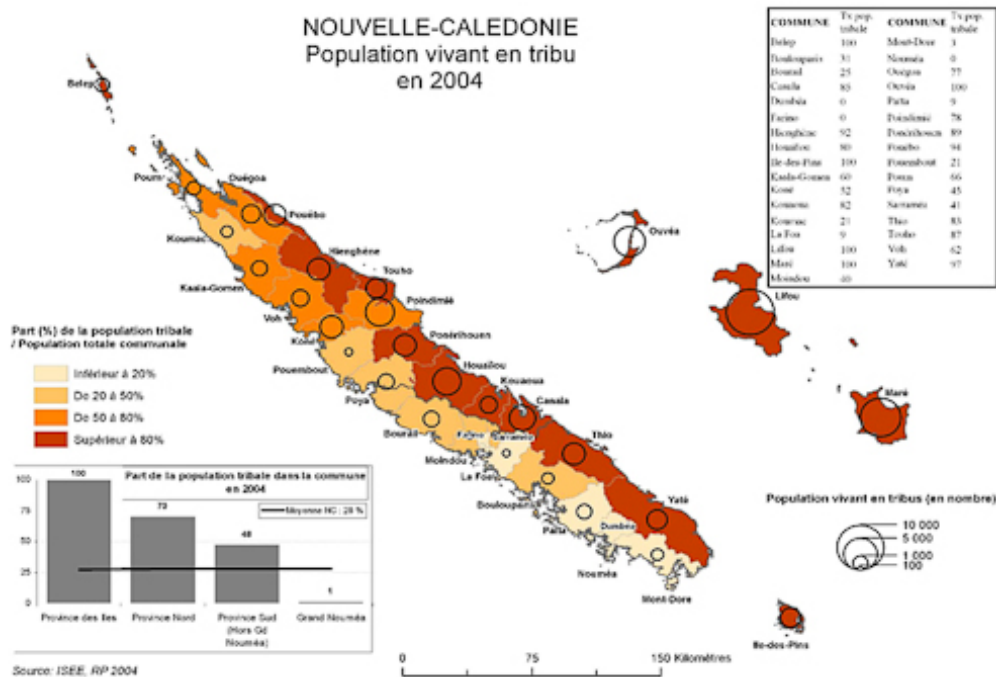 NOUVELLE-CALEDONIE
Population vivant en tribu
en 2004
COMMUNE Tx pop. tribale COMMUNE Tx pop. tribale
Belep 100 Mont-Dore 3
Boulouparis 31 Nouméa 0
Bourail 25 Ouégoa 77
Canala 85 Ouvéa 100
Dumbéa 0 Païta 9
Farino 0 Poindimié 78
Hienghène 92 Ponérihouen 89
Houaïlou 80 Pouébo 94
Ile-des-Pins 100 Pouembout 21
Kaala-Gomen 60 Poum 66
Koné 52 Poya 45
Kouaoua 82 Sarraméa 41
Koumac 21 Thio 83
La Foa 9 Touho 87
Lifou 100 Voh 62
Maré 100 Yaté 97
Moindou 40
Belep
Poum
Ouégoa
Pouébo
Koumac
Hienghène
Ouvéa
Touho
Kaala-Gomen
Poindimié
Lifou
Voh
Koné
Ponérihouen
Pouembout
Houaïlou
Kouaoua
Poya
Canala
Maré
Bourail
Farino
Sarraméa
Thio
Moindou
La Foa
Boulouparis
Yaté
Païta
Dumbéa
Nouméa
Mont-Dore
Ile-des-Pins
Part (%) de la population tribale
/ Population totale communale
Inférieur à 20%
De 20 à 50%
De 50 à 80%
Supérieur à 80%
Part de la population tribale dans la commune
en 2004
Moyenne NC : 28 %
100
75
50
25
0
100
70
48
1
Province des Iles
Province Nord
Province Sud
(Hors Gd
Nouméa)
Grand Nouméa
Population vivant en tribus (en nombre)
10 000
5 000
1 000
100
Source: ISEE, RP 2004
0 75 150 Kilomètres